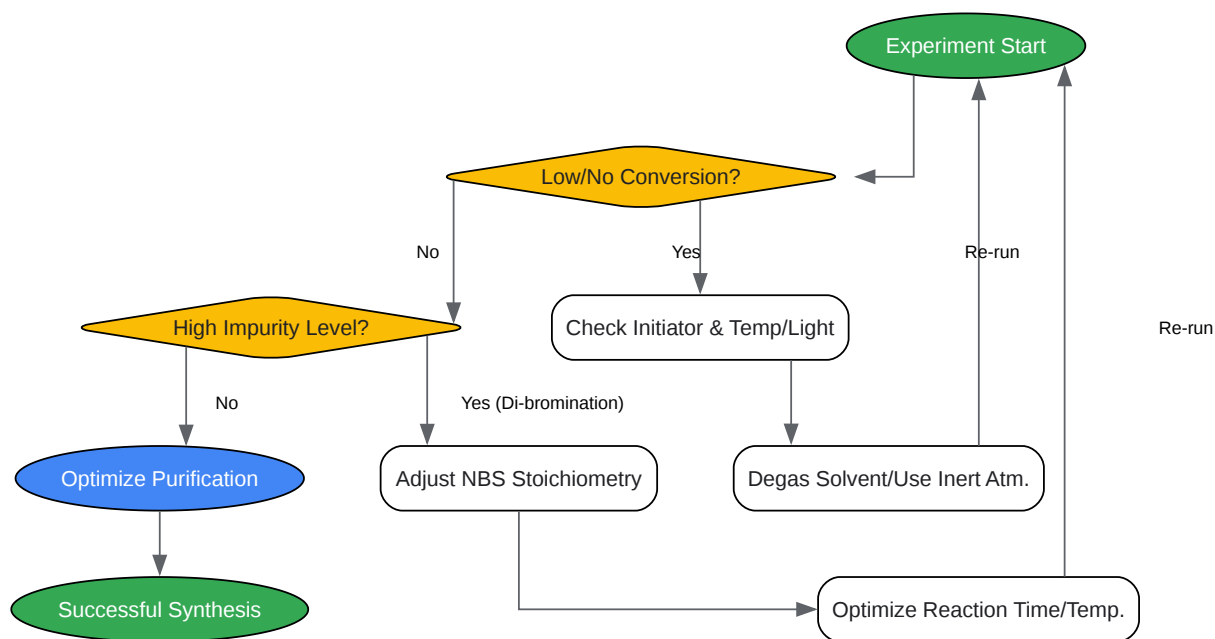 Experiment Start
Low/No Conversion?
No
Yes
Re-run
Re-run
High Impurity Level?
Check Initiator & Temp/Light
No
Yes (Di-bromination)
Optimize Purification
Adjust NBS Stoichiometry
Degas Solvent/Use Inert Atm.
Successful Synthesis
Optimize Reaction Time/Temp.